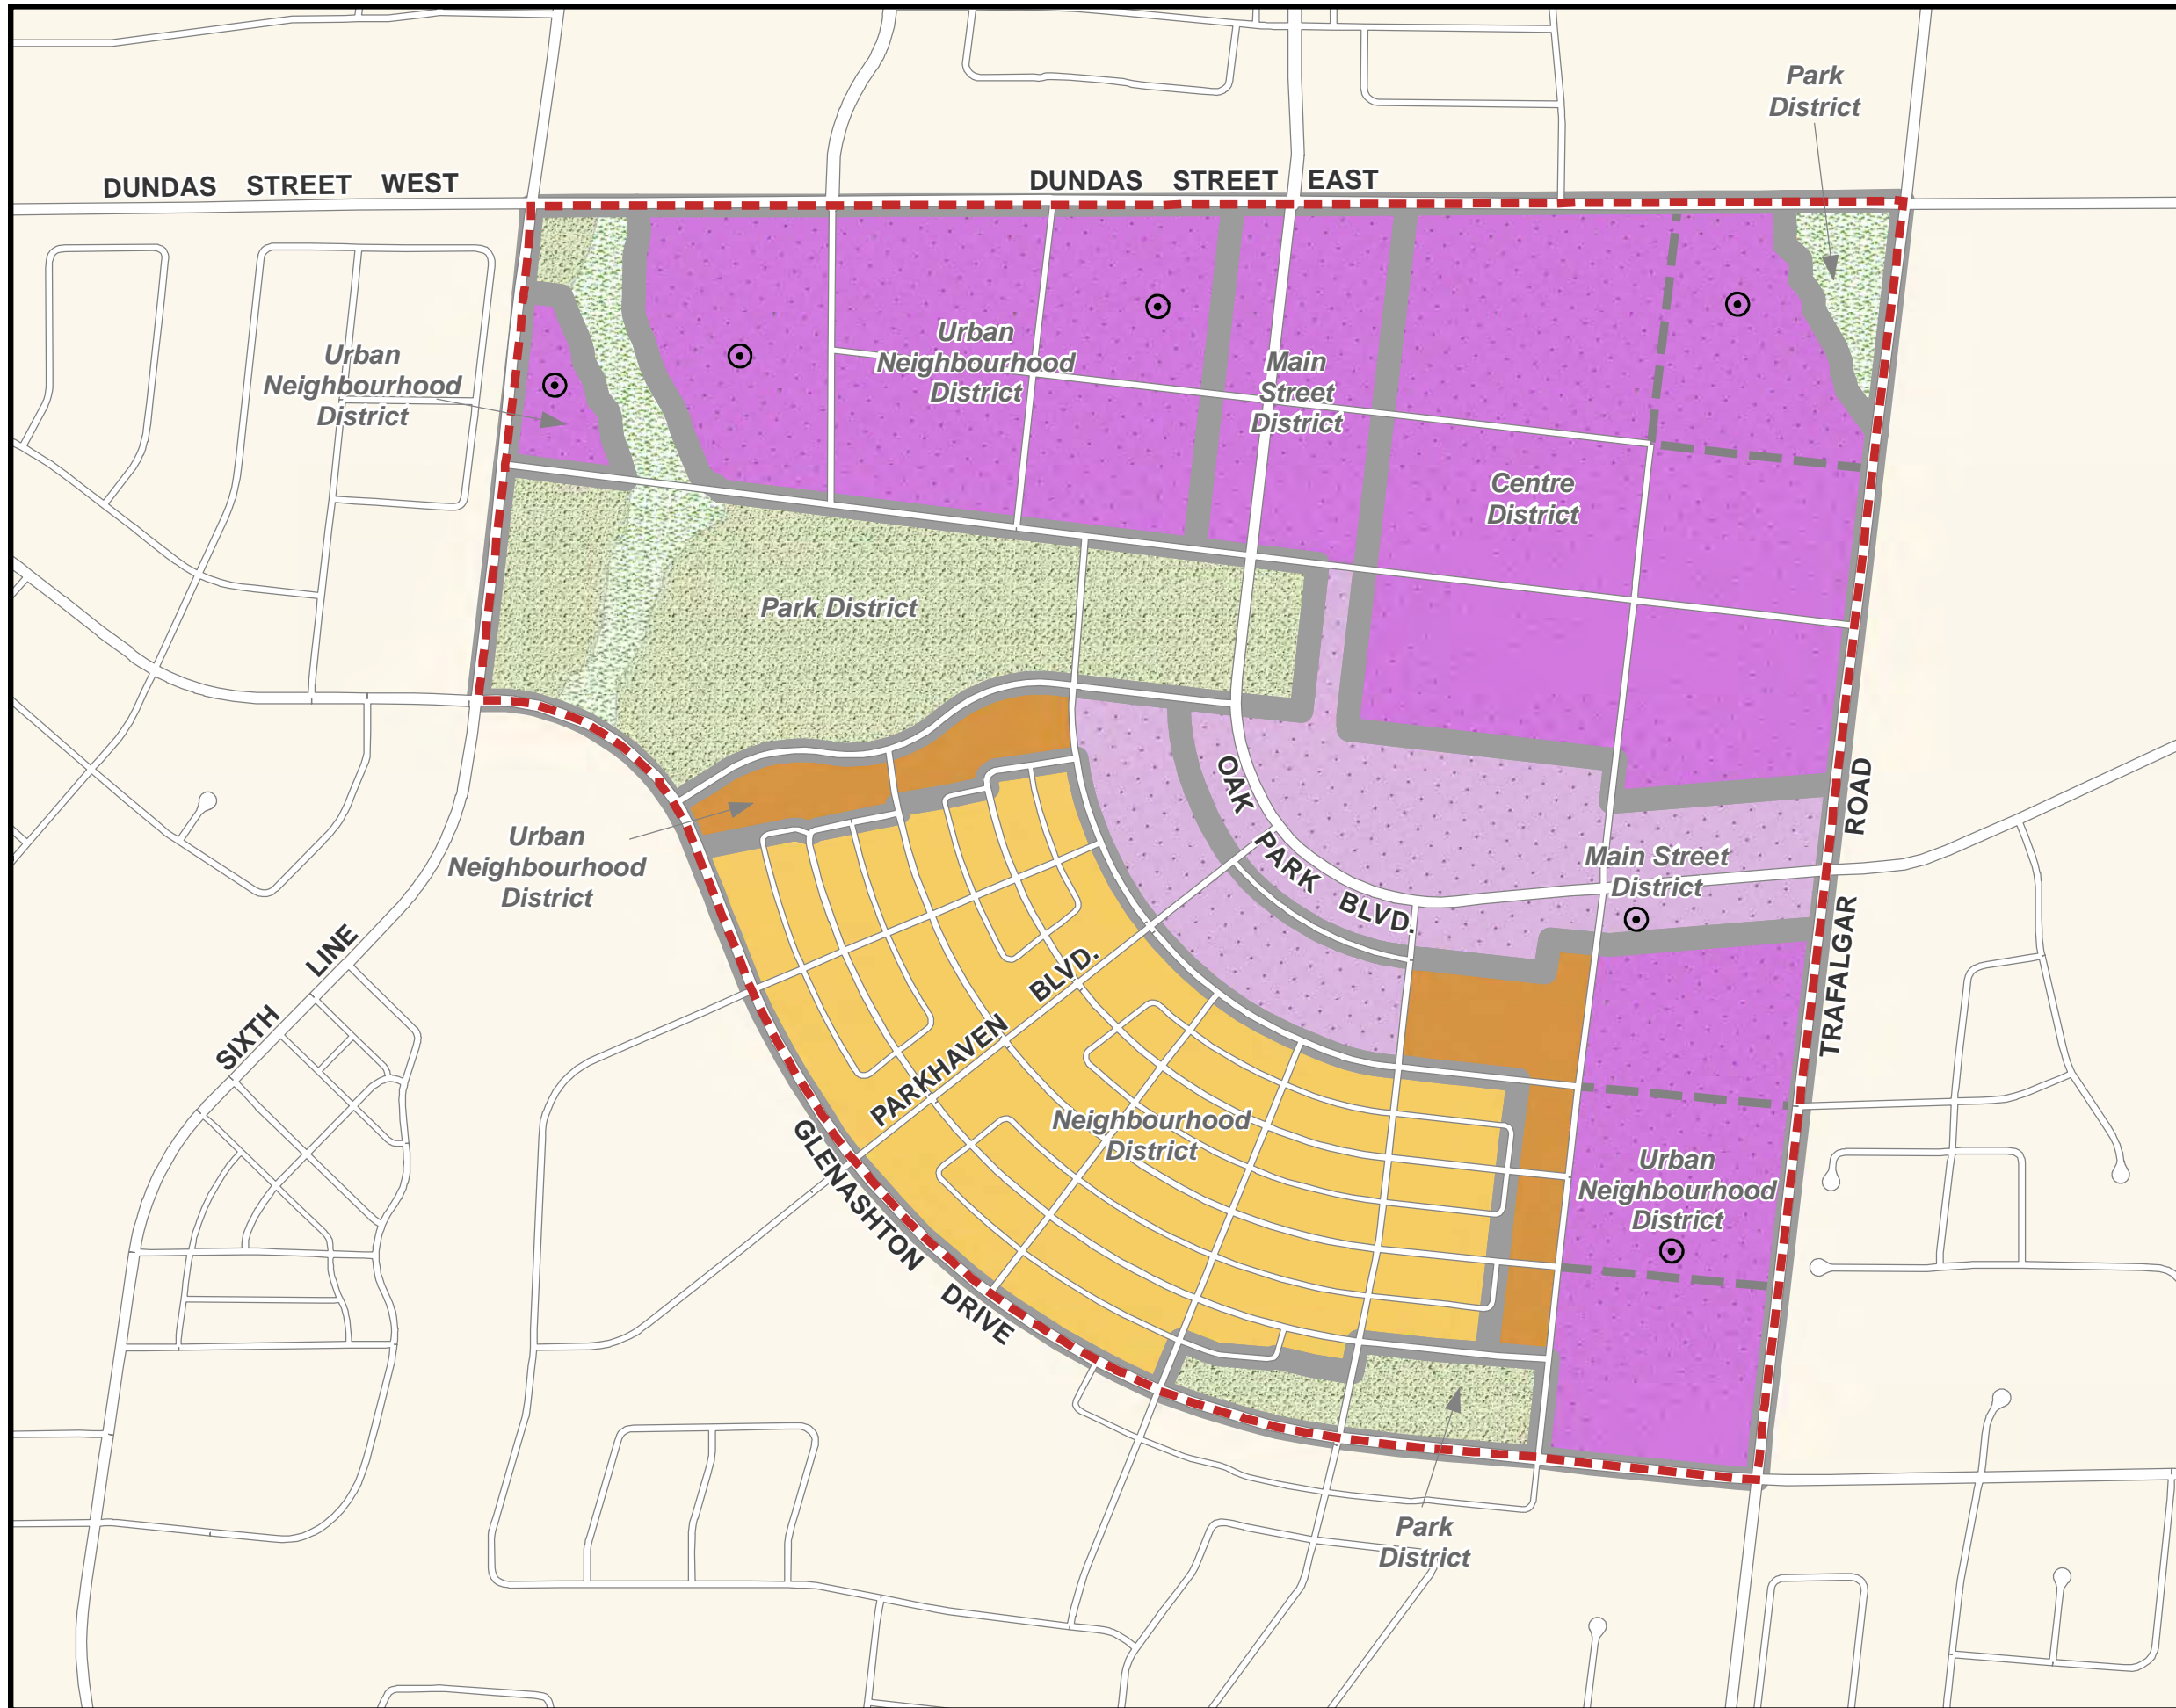 Park
District
DUNDAS STREET WEST
DUNDAS STREET EAST
Urban
Neighbourhood
District
Urban
Neighbourhood
District
Main
Street
District
Centre
District
Park District
OAK PARK BLVD.
ROAD
TRAFALGAR
Urban
Neighbourhood
District
Main Street
District
SIXTH LINE
PARKHAVEN BLVD.
Neighbourhood
District
GLENASHTON DRIVE
Urban
Neighbourhood
District
Park
District